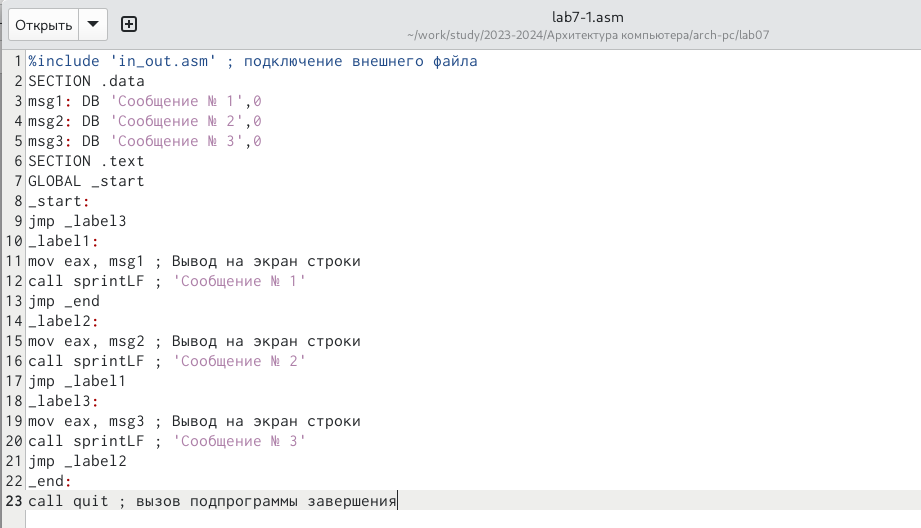 Открыть
lab7-1.asm
~/work/study/2023-2024/Архитектура компьютера/arch-pc/lab07
1 %include 'in_out.asm' ; подключение внешнего файла
2 SECTION .data
3 msg1: DB 'Сообщение № 1',0
4 msg2: DB 'Сообщение № 2',0
5 msg3: DB 'Сообщение № 3',0
6 SECTION .text
7 GLOBAL _start
8 _start:
9 jmp _label3
10 _label1:
11 mov eax, msg1 ; Вывод на экран строки
12 call sprintLF ; 'Сообщение № 1'
13 jmp _end
14 _label2:
15 mov eax, msg2 ; Вывод на экран строки
16 call sprintLF ; 'Сообщение № 2'
17 jmp _label1
18 _label3:
19 mov eax, msg3 ; Вывод на экран строки
20 call sprintLF ; 'Сообщение № 3'
21 jmp _label2
22 _end:
23 call quit ; вызов подпрограммы завершения